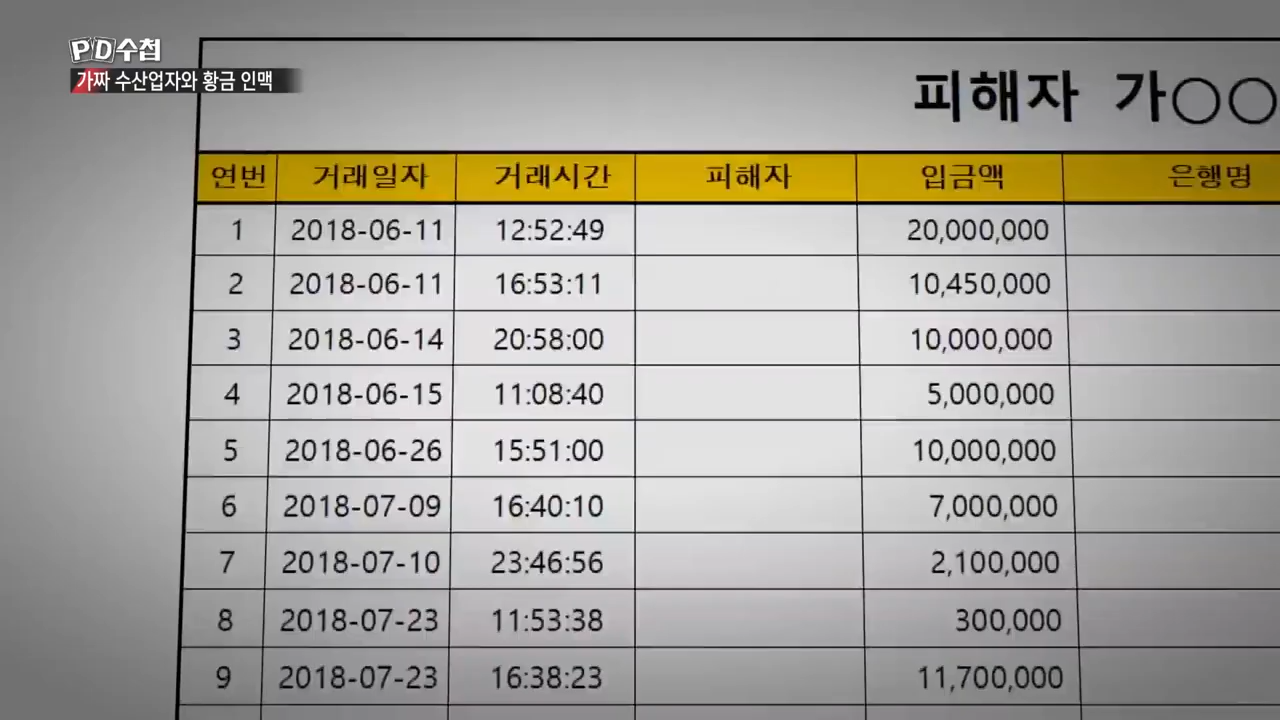 PD수첩
가짜 수산업자와 황금 인맥
피해자 가○○
연번 거래일자 거래시간 피해자 입금액 은행명
1 2018-06-11 12:52:49 20,000,000
2 2018-06-11 16:53:11 10,450,000
3 2018-06-14 20:58:00 10,000,000
4 2018-06-15 11:08:40 5,000,000
5 2018-06-26 15:51:00 10,000,000
6 2018-07-09 16:40:10 7,000,000
7 2018-07-10 23:46:56 2,100,000
8 2018-07-23 11:53:38 300,000
9 2018-07-23 16:38:23 11,700,000